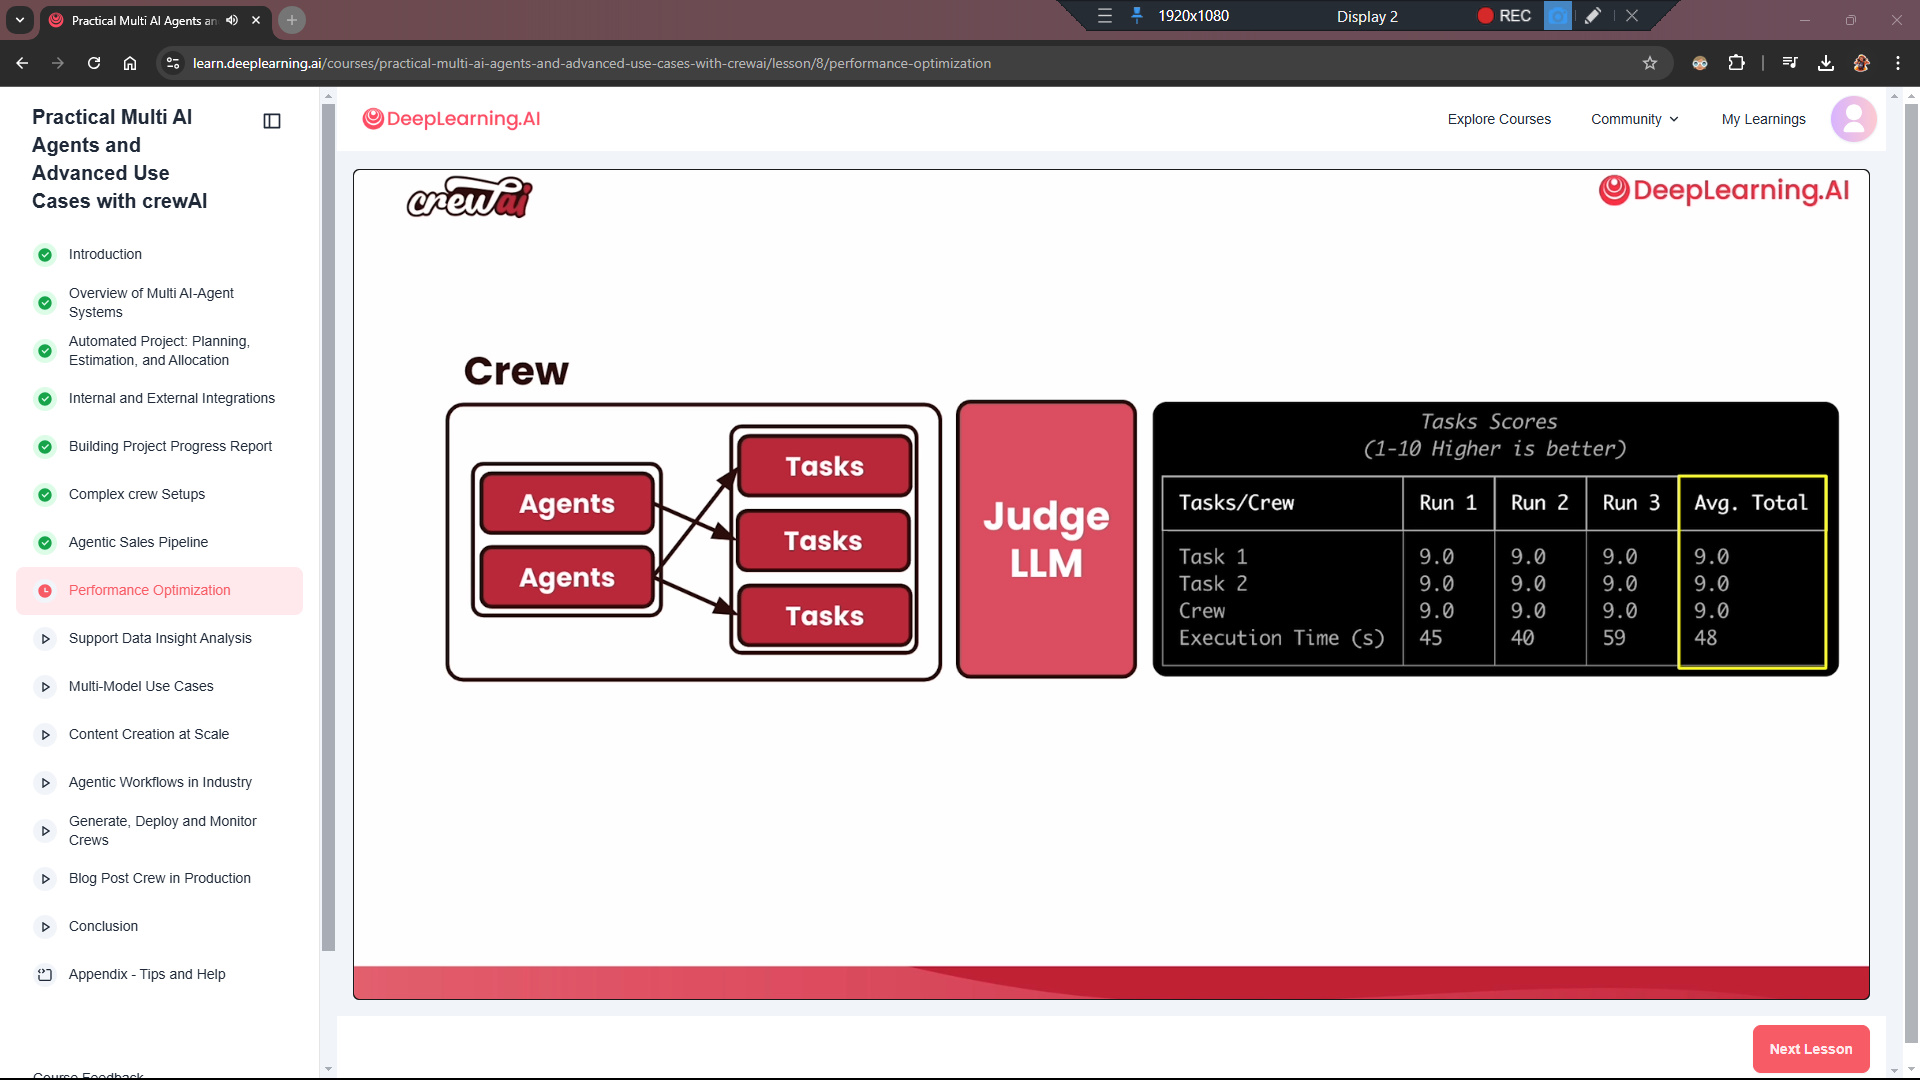 Practical Multi AI Agents an
1920x1080
Display 2
REC
learn.deeplearning.ai/courses/practical-multi-ai-agents-and-advanced-use-cases-with-crewai/lesson/8/performance-optimization
Practical Multi AI
Agents and
Advanced Use
Cases with crewAI
Introduction
Overview of Multi AI-Agent
Systems
Automated Project: Planning,
Estimation, and Allocation
Internal and External Integrations
Building Project Progress Report
Complex crew Setups
Agentic Sales Pipeline
Performance Optimization
Support Data Insight Analysis
Multi-Model Use Cases
Content Creation at Scale
Agentic Workflows in Industry
Generate, Deploy and Monitor
Crews
Blog Post Crew in Production
Conclusion
Appendix - Tips and Help
Course Feedback
DeepLearning.AI
Explore Courses
Community
My Learnings
crewai
DeepLearning.AI
Crew
Agents
Agents
Tasks
Tasks
Tasks
Judge
LLM
Tasks Scores
(1-10 Higher is better)
Tasks/Crew Run 1 Run 2 Run 3 Avg. Total
Task 1 9.0 9.0 9.0 9.0
Task 2 9.0 9.0 9.0 9.0
Crew 9.0 9.0 9.0 9.0
Execution Time (s) 45 40 59 48
Next Lesson